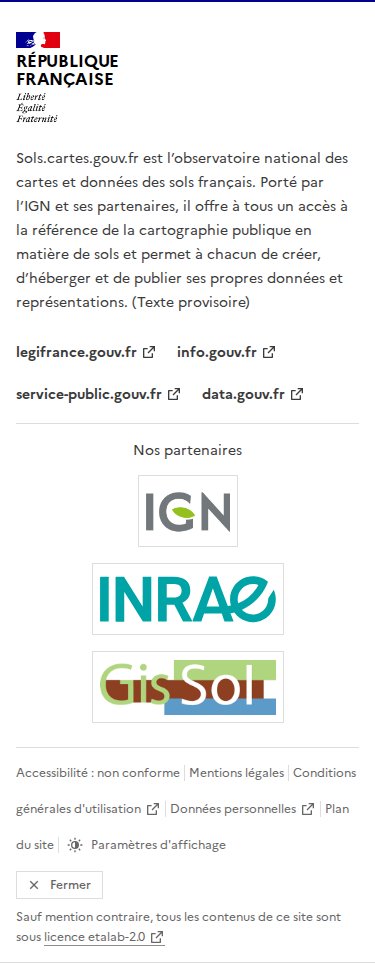 RÉPUBLIQUE
FRANÇAISE
Liberté
Égalité
Fraternité
Sols.cartes.gouv.fr est l’observatoire national des
cartes et données des sols français. Porté par
l’IGN et ses partenaires, il offre à tous un accès à
la référence de la cartographie publique en
matière de sols et permet à chacun de créer,
d’héberger et de publier ses propres données et
représentations. (Texte provisoire)
legifrance.gouv.fr info.gouv.fr
service-public.gouv.fr data.gouv.fr
Nos partenaires
IGN
INRAE
GisSol
Accessibilité : non conforme Mentions légales Conditions
générales d'utilisation Données personnelles Plan
du site Paramètres d'affichage
Fermer
Sauf mention contraire, tous les contenus de ce site sont
sous licence etalab-2.0